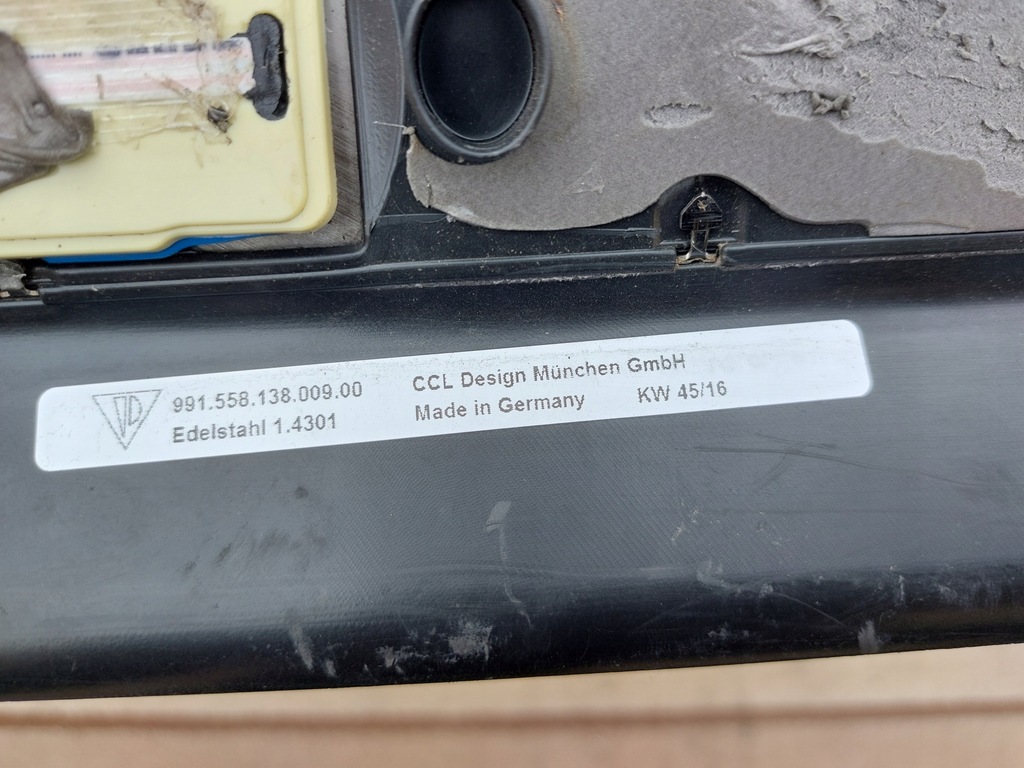 991.558.138.009.00
Edelstahl 1.4301
CCL Design München GmbH
Made in Germany KW 45/16